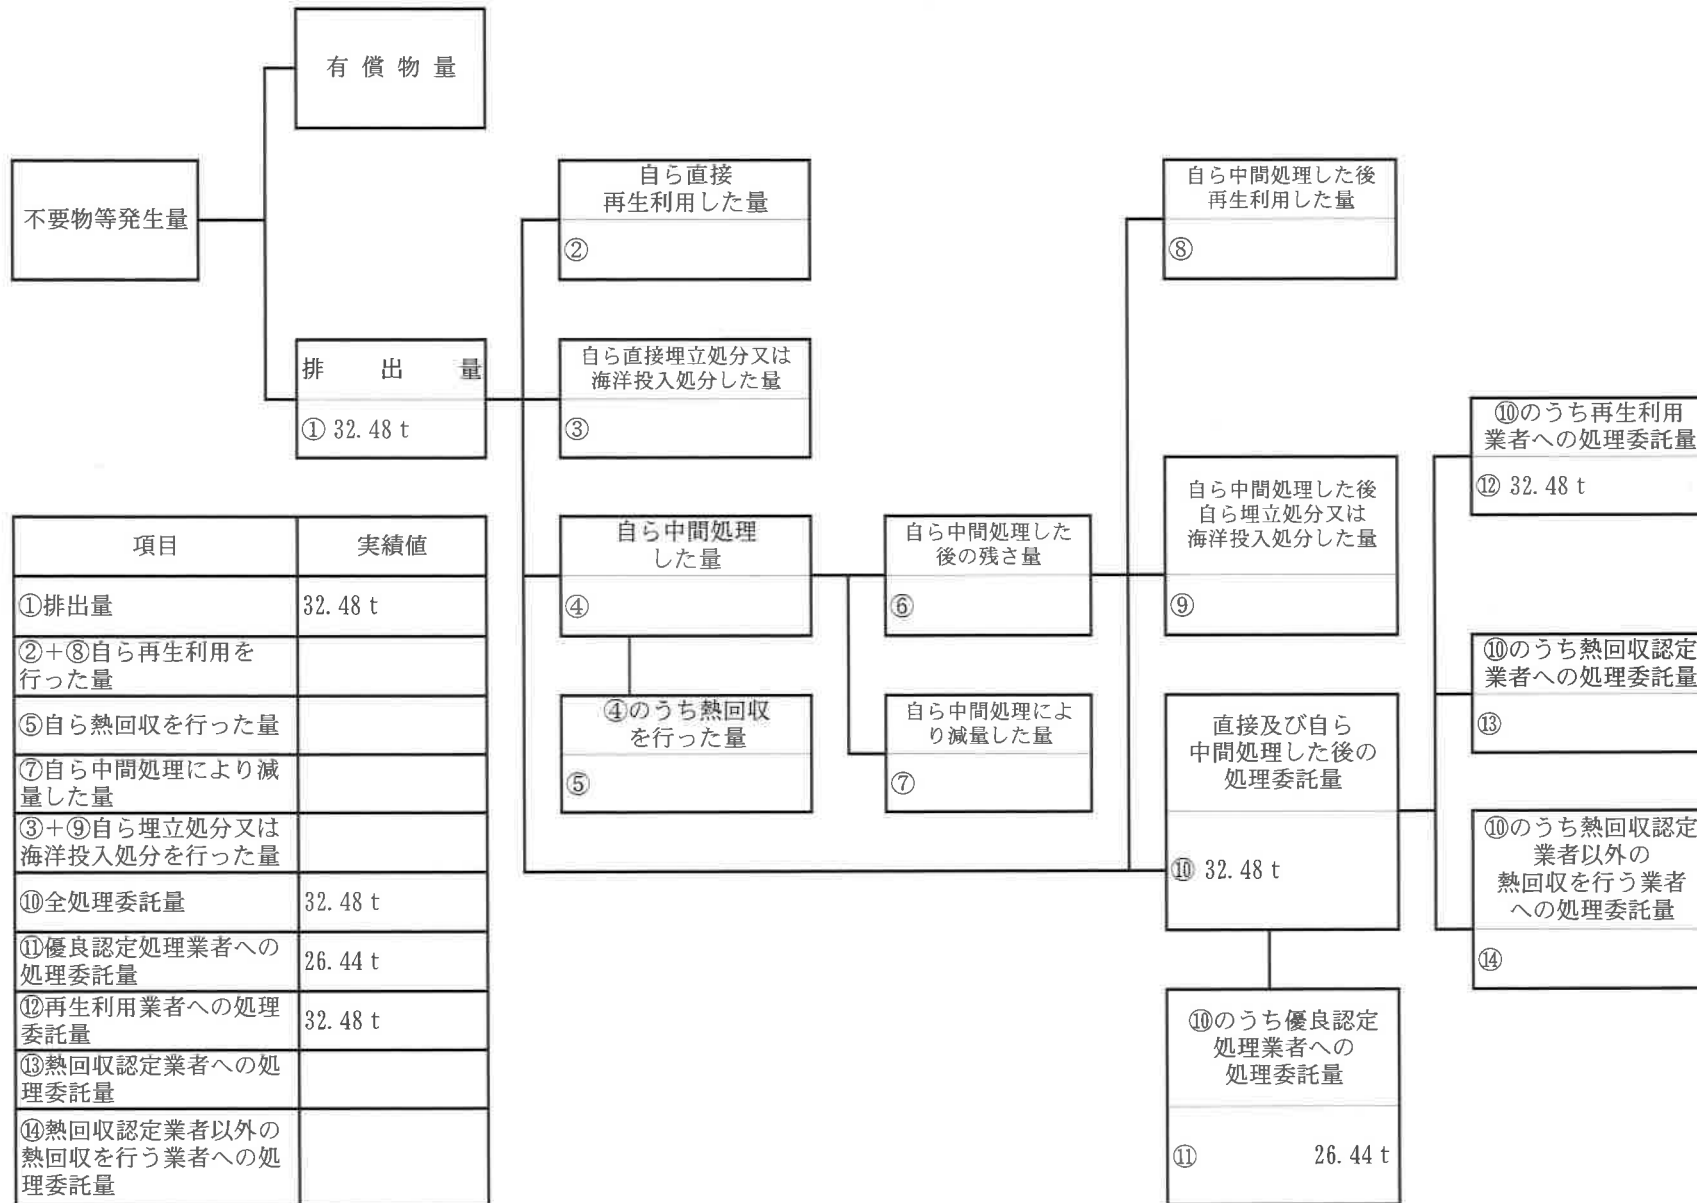 有償物量
不要物等発生量
排出量
① 32.48 t
自ら直接
再生利用した量
②
自ら直接埋立処分又は
海洋投入処分した量
③
自ら中間処理
した量
④
④のうち熱回収
を行った量
⑤
自ら中間処理した
後の残さ量
⑥
自ら中間処理によ
り減量した量
⑦
自ら中間処理した後
再生利用した量
⑧
自ら中間処理した後
自ら埋立処分又は
海洋投入処分した量
⑨
直接及び自ら
中間処理した後の
処理委託量
⑩ 32.48 t
⑩のうち優良認定
処理業者への
処理委託量
⑪ 26.44 t
⑩のうち再生利用
業者への処理委託量
⑫ 32.48 t
⑩のうち熱回収認定
業者への処理委託量
⑬
⑩のうち熱回収認定
業者以外の
熱回収を行う業者
への処理委託量
⑭
項目 実績値
①排出量 32.48 t
②+⑧自ら再生利用を
行った量
⑤自ら熱回収を行った量
⑦自ら中間処理により減
量した量
③+⑨自ら埋立処分又は
海洋投入処分を行った量
⑩全処理委託量 32.48 t
⑪優良認定処理業者への
処理委託量 26.44 t
⑫再生利用業者への処理
委託量 32.48 t
⑬熱回収認定業者への処
理委託量
⑭熱回収認定業者以外の
熱回収を行う業者への処
理委託量